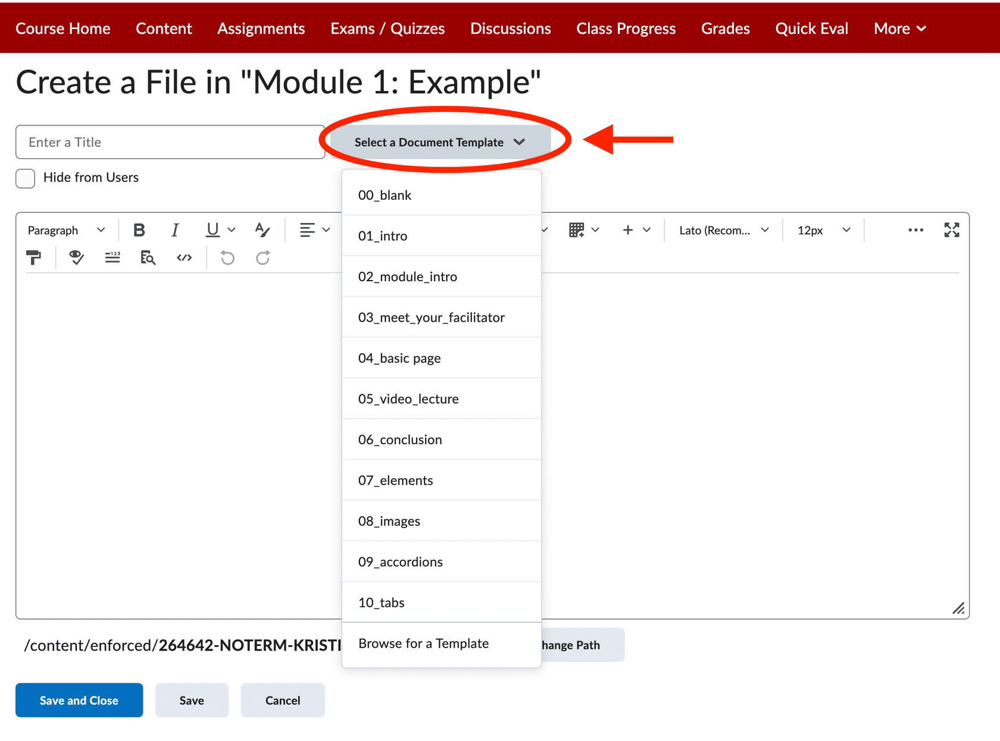 Course Home Content Assignments Exams / Quizzes Discussions Class Progress Grades Quick Eval More
Create a File in "Module 1: Example"
Enter a Title
Select a Document Template
Hide from Users
00_blank
01_intro
02_module_intro
03_meet_your_facilitator
04_basic page
05_video_lecture
06_conclusion
07_elements
08_images
09_accordions
10_tabs
Browse for a Template
Paragraph B I U A Lato (Recom... 12px
123 </>
/content/enforced/264642-NOTERM-KRISTI
hange Path
Save and Close Save Cancel